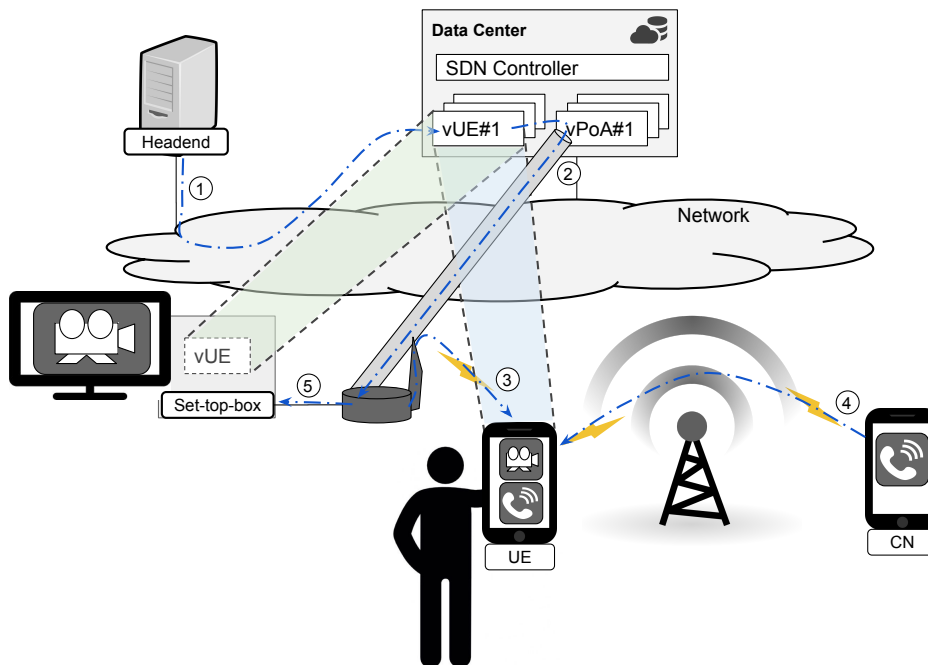 Data Center
SDN Controller
vUE#1
vPoA#1
Headend
1
2
Network
vUE
Set-top-box
5
3
4
UE
CN